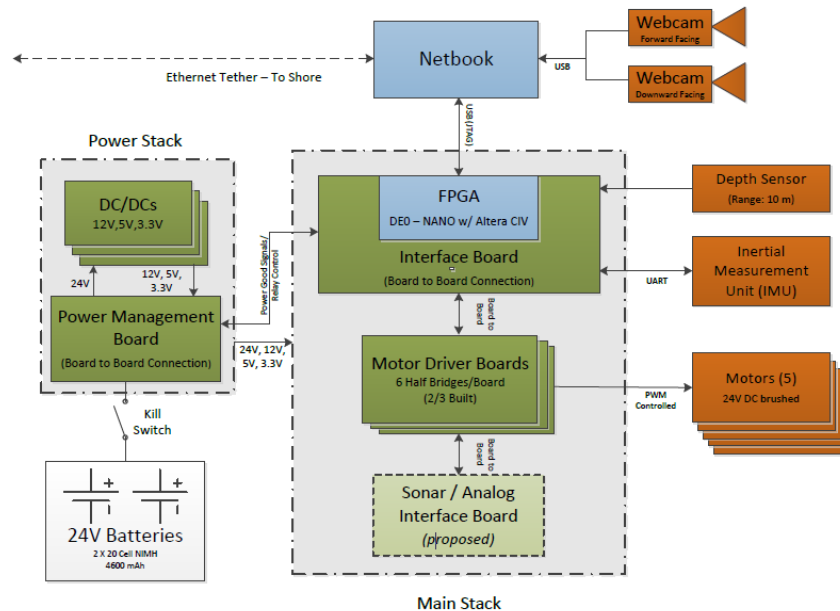 Netbook
Webcam
Forward Facing
Webcam
Downward Facing
USB
Ethernet Tether – To Shore
USB(JTAG)
Power Stack
DC/DCs
12V,5V,3.3V
24V
12V, 5V,
3.3V
Power Management
Board
(Board to Board Connection)
Power Good Signals/
Relay Control
24V, 12V,
5V, 3.3V
Kill
Switch
+
+
24V Batteries
2 X 20 Cell NIMH
4600 mAh
FPGA
DE0 – NANO w/ Altera CIV
Interface Board
(Board to Board Connection)
Board to
Board
Motor Driver Boards
6 Half Bridges/Board
(2/3 Built)
Board to
Board
Sonar / Analog
Interface Board
(proposed)
Main Stack
Depth Sensor
(Range: 10 m)
UART
Inertial
Measurement
Unit (IMU)
PWM
Controlled
Motors (5)
24V DC brushed